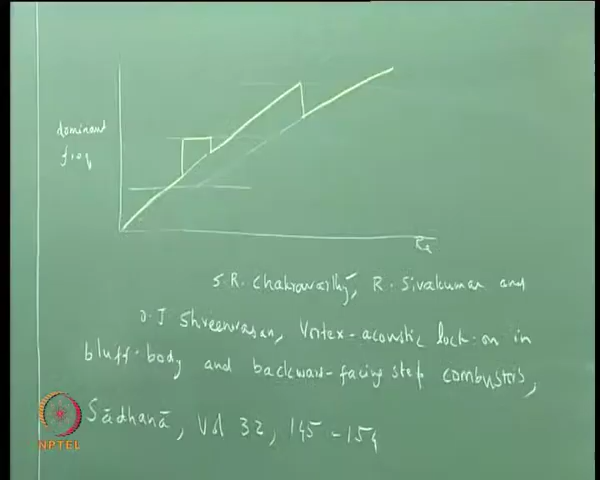 dominant
freq
Re
S.R. Chakravarthy, R. Sivakumar and
O.J Shreenivasan, Vortex-acoustic lock-on in
bluff-body and backward-facing step combustors,
Sādhanā, Vol 32, 145-154
NPTEL